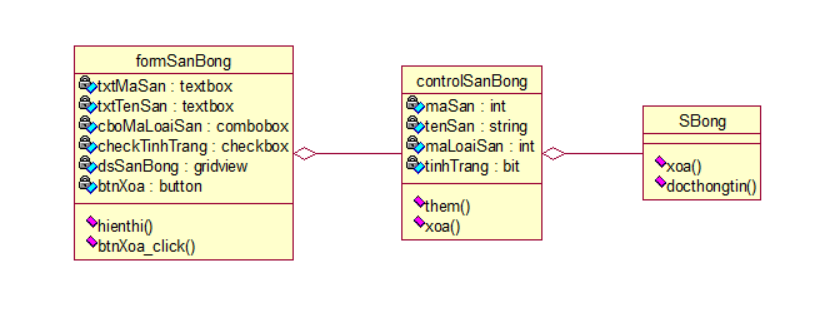 formSanBong
txtMaSan : textbox
txtTenSan : textbox
cboMaLoaiSan : combobox
checkTinhTrang : checkbox
dsSanBong : gridview
btnXoa : button
hienthi()
btnXoa_click()
controlSanBong
maSan : int
tenSan : string
maLoaiSan : int
tinhTrang : bit
them()
xoa()
SBong
xoa()
docthongtin()